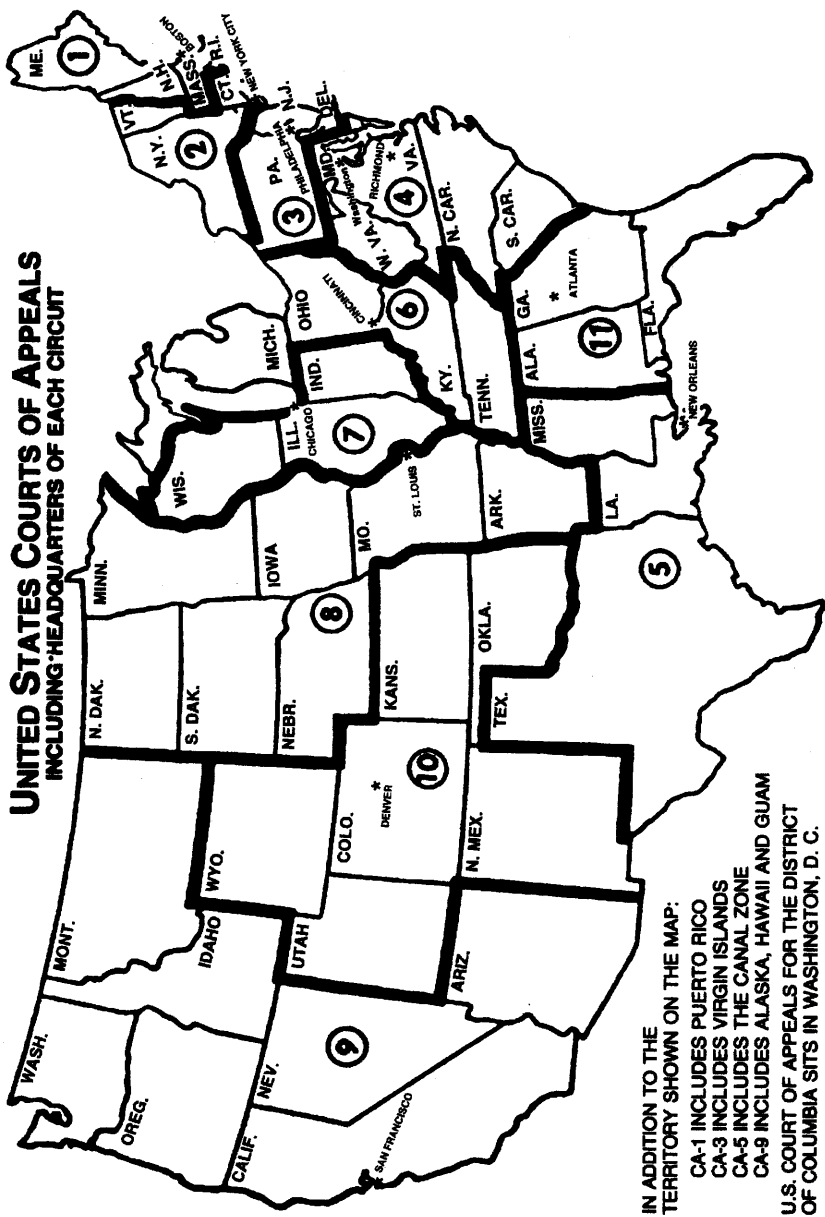 UNITED STATES COURTS OF APPEALS
INCLUDING*HEADQUARTERS OF EACH CIRCUIT
WASH.
OREG.
CALIF.
* SAN FRANCISCO
NEV.
9
IDAHO
MONT.
UTAH
ARIZ.
WYO.
COLO.
*
DENVER
10
N. MEX.
N. DAK.
S. DAK.
NEBR.
8
KANS.
OKLA.
TEX.
5
MINN.
IOWA
MO.
ST. LOUIS *
ARK.
LA.
WIS.
ILL. *
CHICAGO
7
IND.
MICH.
OHIO
CINCINNATI
*
6
KY.
TENN.
MISS.
ALA.
11
GA.
*
ATLANTA
FLA.
*
NEW ORLEANS
S. CAR.
N. CAR.
W. VA.
4
VA.
RICHMOND *
Washington *
MD.
DEL.
3
PA.
PHILADELPHIA *
N.J.
N.Y.
2
VT.
N.H.
ME.
1
MASS.
* BOSTON
R.I.
CT.
* NEW YORK CITY
IN ADDITION TO THE
TERRITORY SHOWN ON THE MAP:
CA-1 INCLUDES PUERTO RICO
CA-3 INCLUDES VIRGIN ISLANDS
CA-5 INCLUDES THE CANAL ZONE
CA-9 INCLUDES ALASKA, HAWAII AND GUAM
U.S. COURT OF APPEALS FOR THE DISTRICT
OF COLUMBIA SITS IN WASHINGTON, D. C.